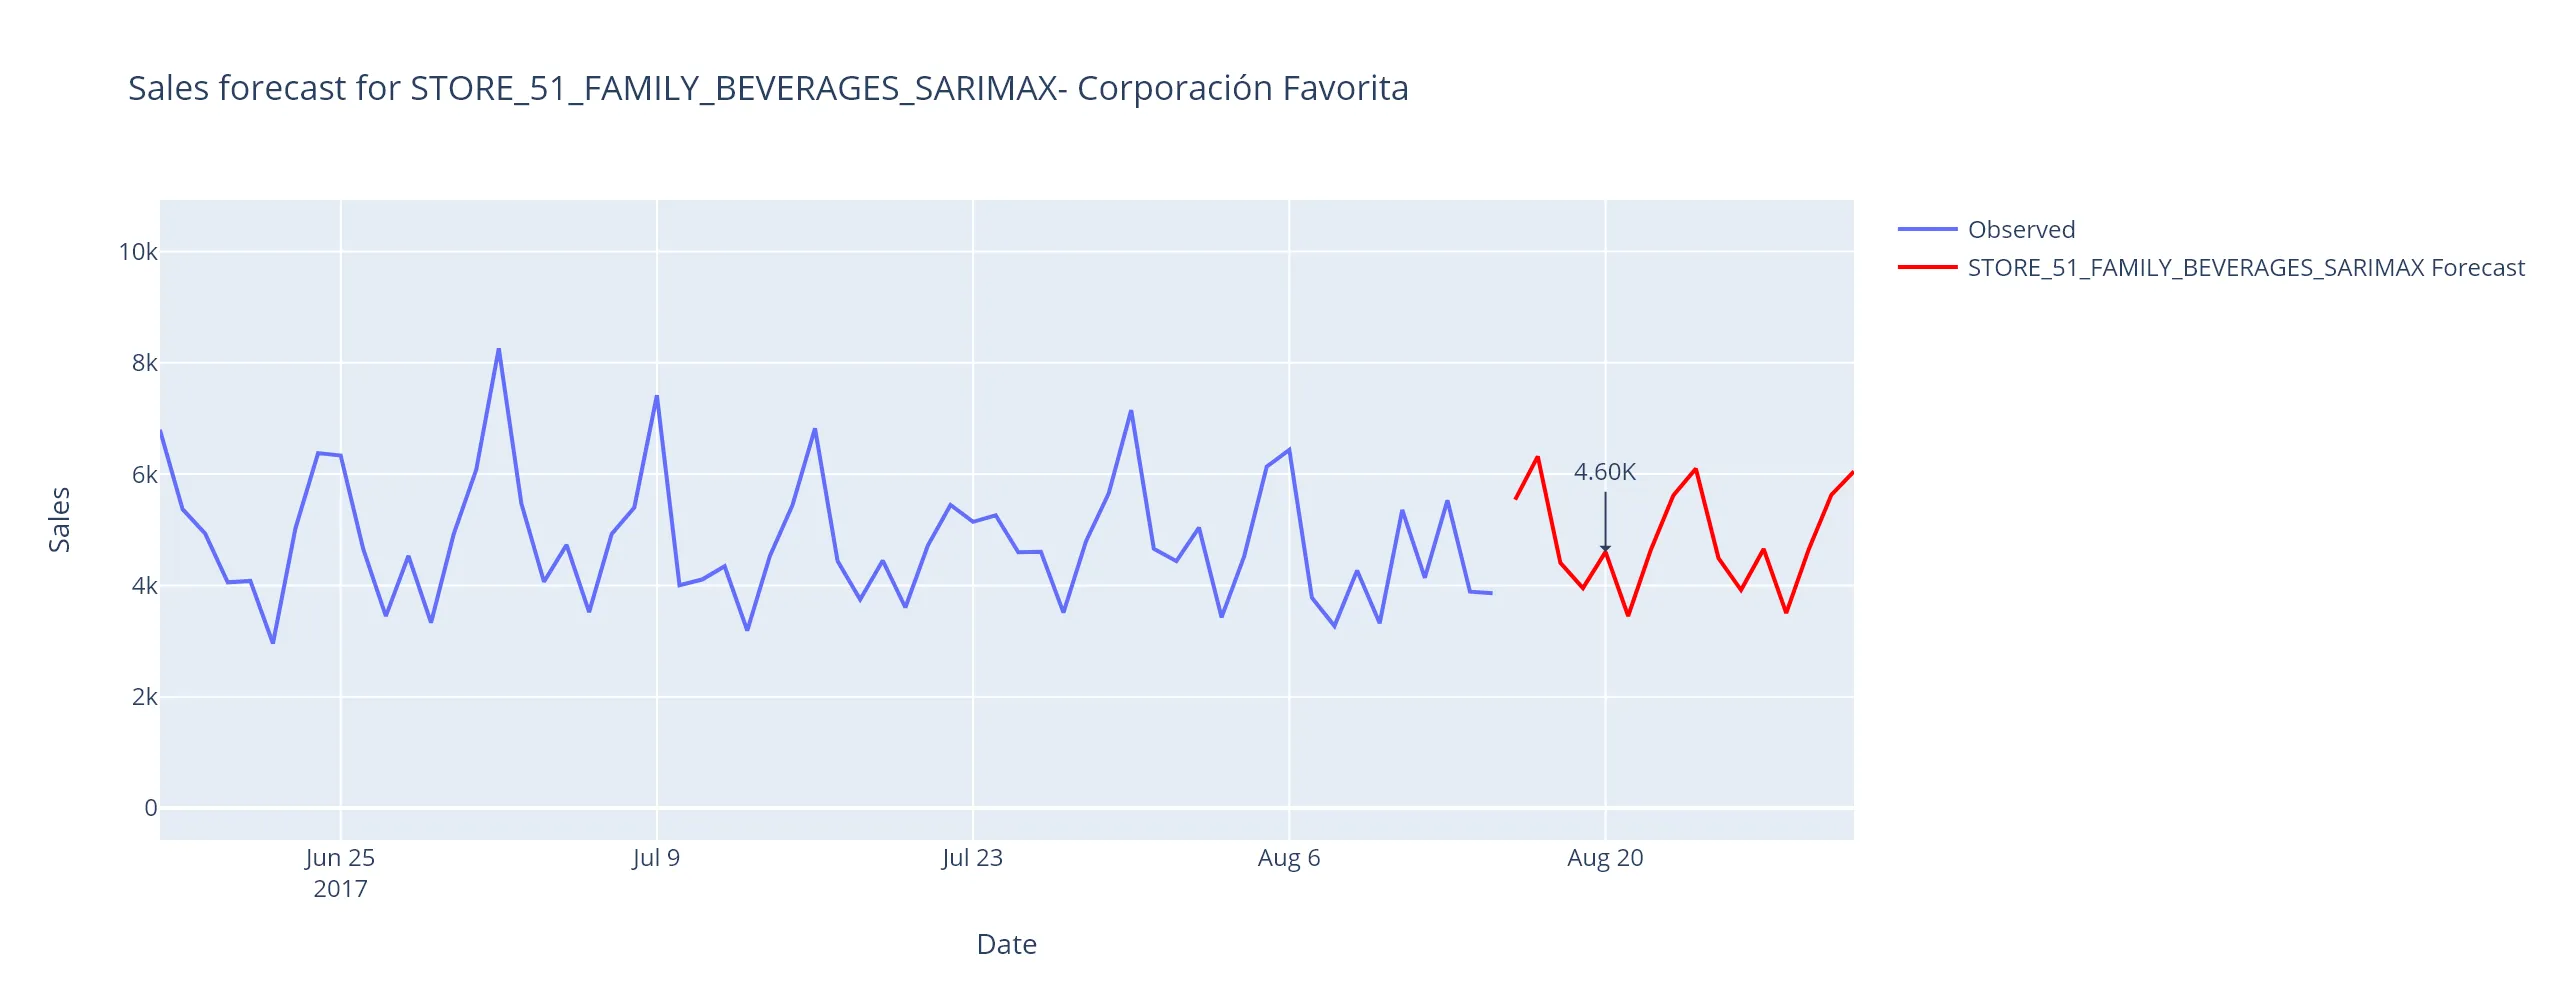 Sales forecast for STORE_51_FAMILY_BEVERAGES_SARIMAX- Corporación Favorita
Observed
STORE_51_FAMILY_BEVERAGES_SARIMAX Forecast
10k
8k
6k
4k
2k
0
Sales
4.60K
Jun 25
2017
Jul 9
Jul 23
Aug 6
Aug 20
Date